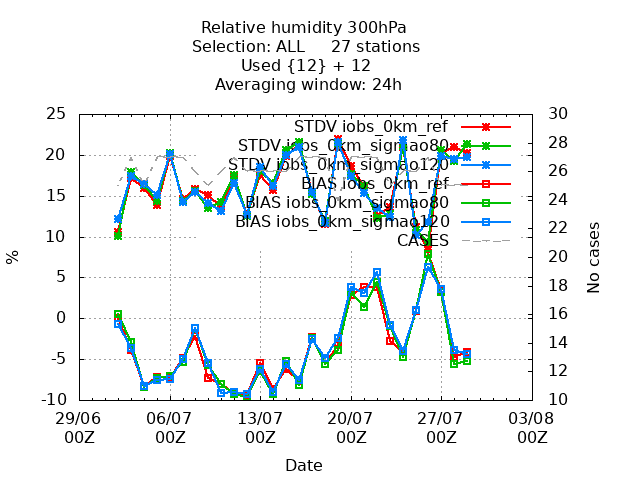 Relative humidity 300hPa
Selection: ALL 27 stations
Used {12} + 12
Averaging window: 24h
25
20
15
10
5
0
-5
-10
%
30
28
26
24
22
20
18
16
14
12
10
No cases
STDV iobs_0km_ref
STDV iobs_0km_sigmao80
STDV iobs_0km_sigmao120
BIAS iobs_0km_ref
BIAS iobs_0km_sigmao80
BIAS iobs_0km_sigmao120
CASES
29/06 06/07 13/07 20/07 27/07 03/08
00Z 00Z 00Z 00Z 00Z 00Z
Date